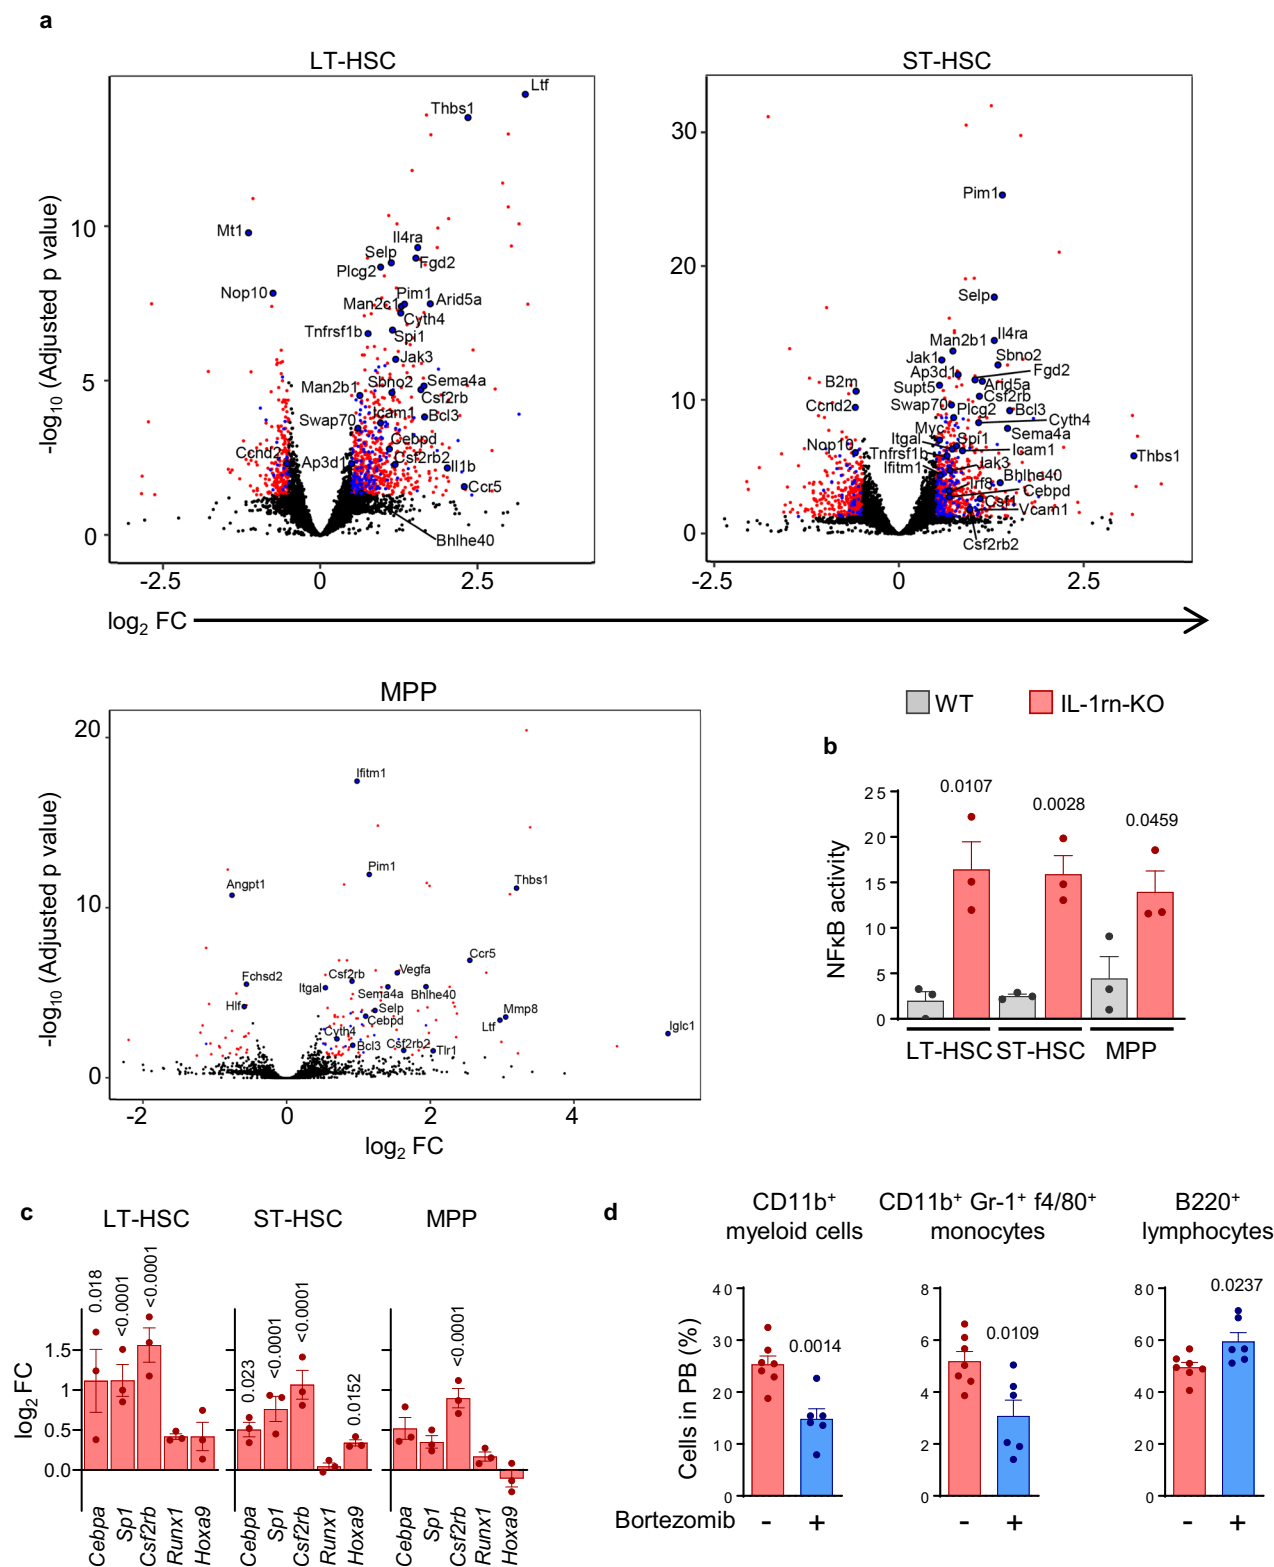 a
LT-HSC
ST-HSC
-log10 (Adjusted p value)
10
5
0
-2.5
0
2.5
Ltf
Thbs1
Mt1
Il4ra
Selp
Fgd2
Plcg2
Nop10
Pim1
Man2c1
Arid5a
Cyth4
Tnfrsf1b
Spi1
Jak3
Sbno2
Sema4a
Man2b1
Csf2rb
Icam1
Bcl3
Swap70
Cebpd
Ccnd2
Ap3d1
Csf2rb2
Il1b
Ccr5
Bhlhe40
30
20
10
0
-2.5
0
2.5
Pim1
Selp
Il4ra
Man2b1
Sbno2
Jak1
Fgd2
Ap3d1
Arid5a
B2m
Supt5
Csf2rb
Ccnd2
Swap70
Plcg2
Bcl3
Cyth4
Myc
Sema4a
Nop10
Itgal
Spi1
Icam1
Tnfrsf1b
Thbs1
Ifitm1
Jak3
Bhlhe40
Irf8
Cebpd
Csf1
Vcam1
Csf2rb2
log2 FC
MPP
-log10 (Adjusted p value)
20
10
0
-2
0
2
4
log2 FC
Ifitm1
Pim1
Angpt1
Thbs1
Ccr5
Fchsd2
Csf2rb
Vegfa
Itgal
Sema4a
Bhlhe40
Hlf
Selp
Mmp8
Cebpd
Ltf
Cyth4
Iglc1
Bcl3
Csf2rb2
Tlr1
WT
IL-1rn-KO
b
NFκB activity
25
20
15
10
5
0
0.0107
0.0028
0.0459
LT-HSC
ST-HSC
MPP
c
LT-HSC
ST-HSC
MPP
log2 FC
1.5
1
0.5
0.0
0.018
<0.0001
<0.0001
0.023
<0.0001
<0.0001
0.0152
<0.0001
Cebpa
Sp1
Csf2rb
Runx1
Hoxa9
Cebpa
Sp1
Csf2rb
Runx1
Hoxa9
Cebpa
Sp1
Csf2rb
Runx1
Hoxa9
d
CD11b+
myeloid cells
CD11b+ Gr-1+ f4/80+
monocytes
B220+
lymphocytes
Cells in PB (%)
40
30
20
10
0
0.0014
8
6
4
2
0
0.0109
80
60
40
20
0
0.0237
Bortezomib
- +
- +
- +